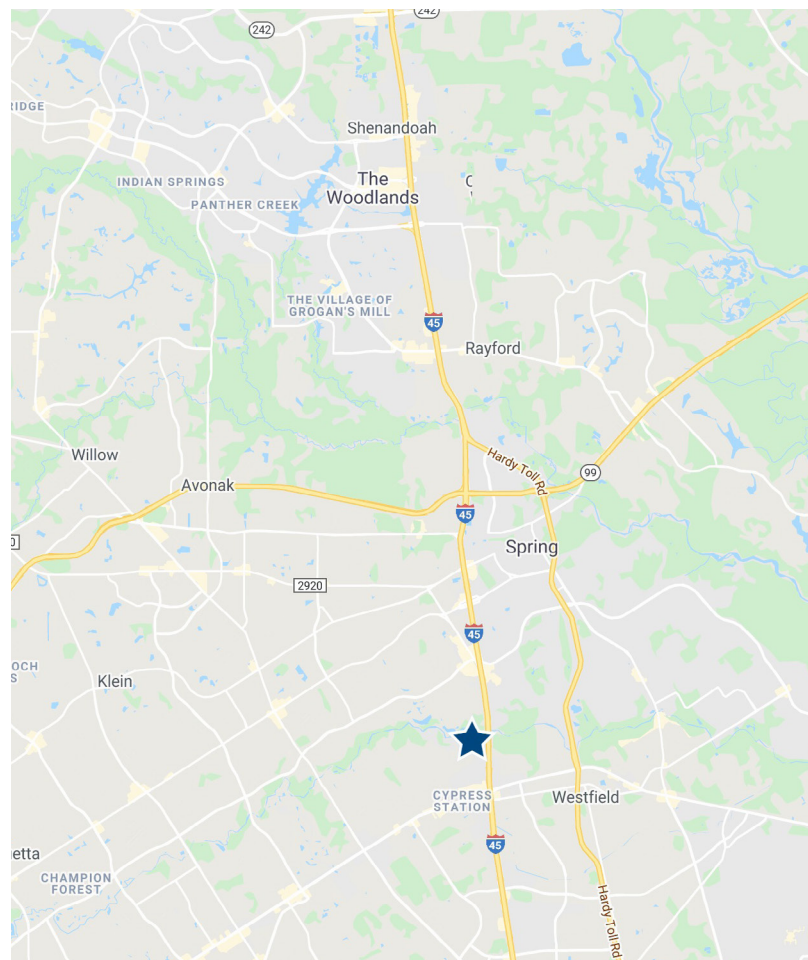 242
242
RIDGE
Shenandoah
The
Woodlands
INDIAN SPRINGS
PANTHER CREEK
THE VILLAGE OF
GROGAN'S MILL
45
Rayford
Willow
Hardy Toll Rd
99
Avonak
45
Spring
2920
45
Klein
CYPRESS
STATION
Westfield
45
etta
CHAMPION
FOREST
Hardy Toll Rd